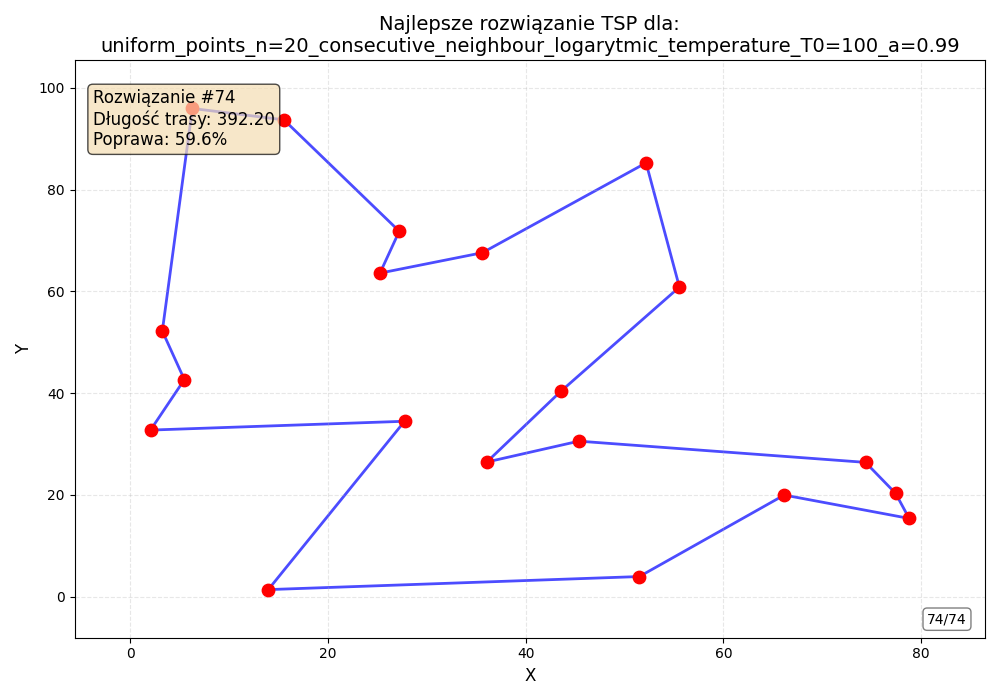 Najlepsze rozwiązanie TSP dla:
uniform_points_n=20_consecutive_neighbour_logarytmic_temperature_T0=100_a=0.99
Rozwiązanie #74
Długość trasy: 392.20
Poprawa: 59.6%
100
80
60
40
20
0
Y
74/74
0
20
40
60
80
X